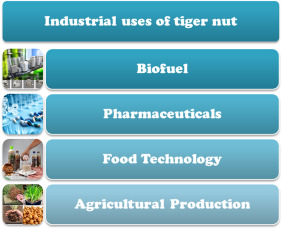 Industrial uses of tiger nut
Biofuel
Pharmaceuticals
Food Technology
Agricultural Production